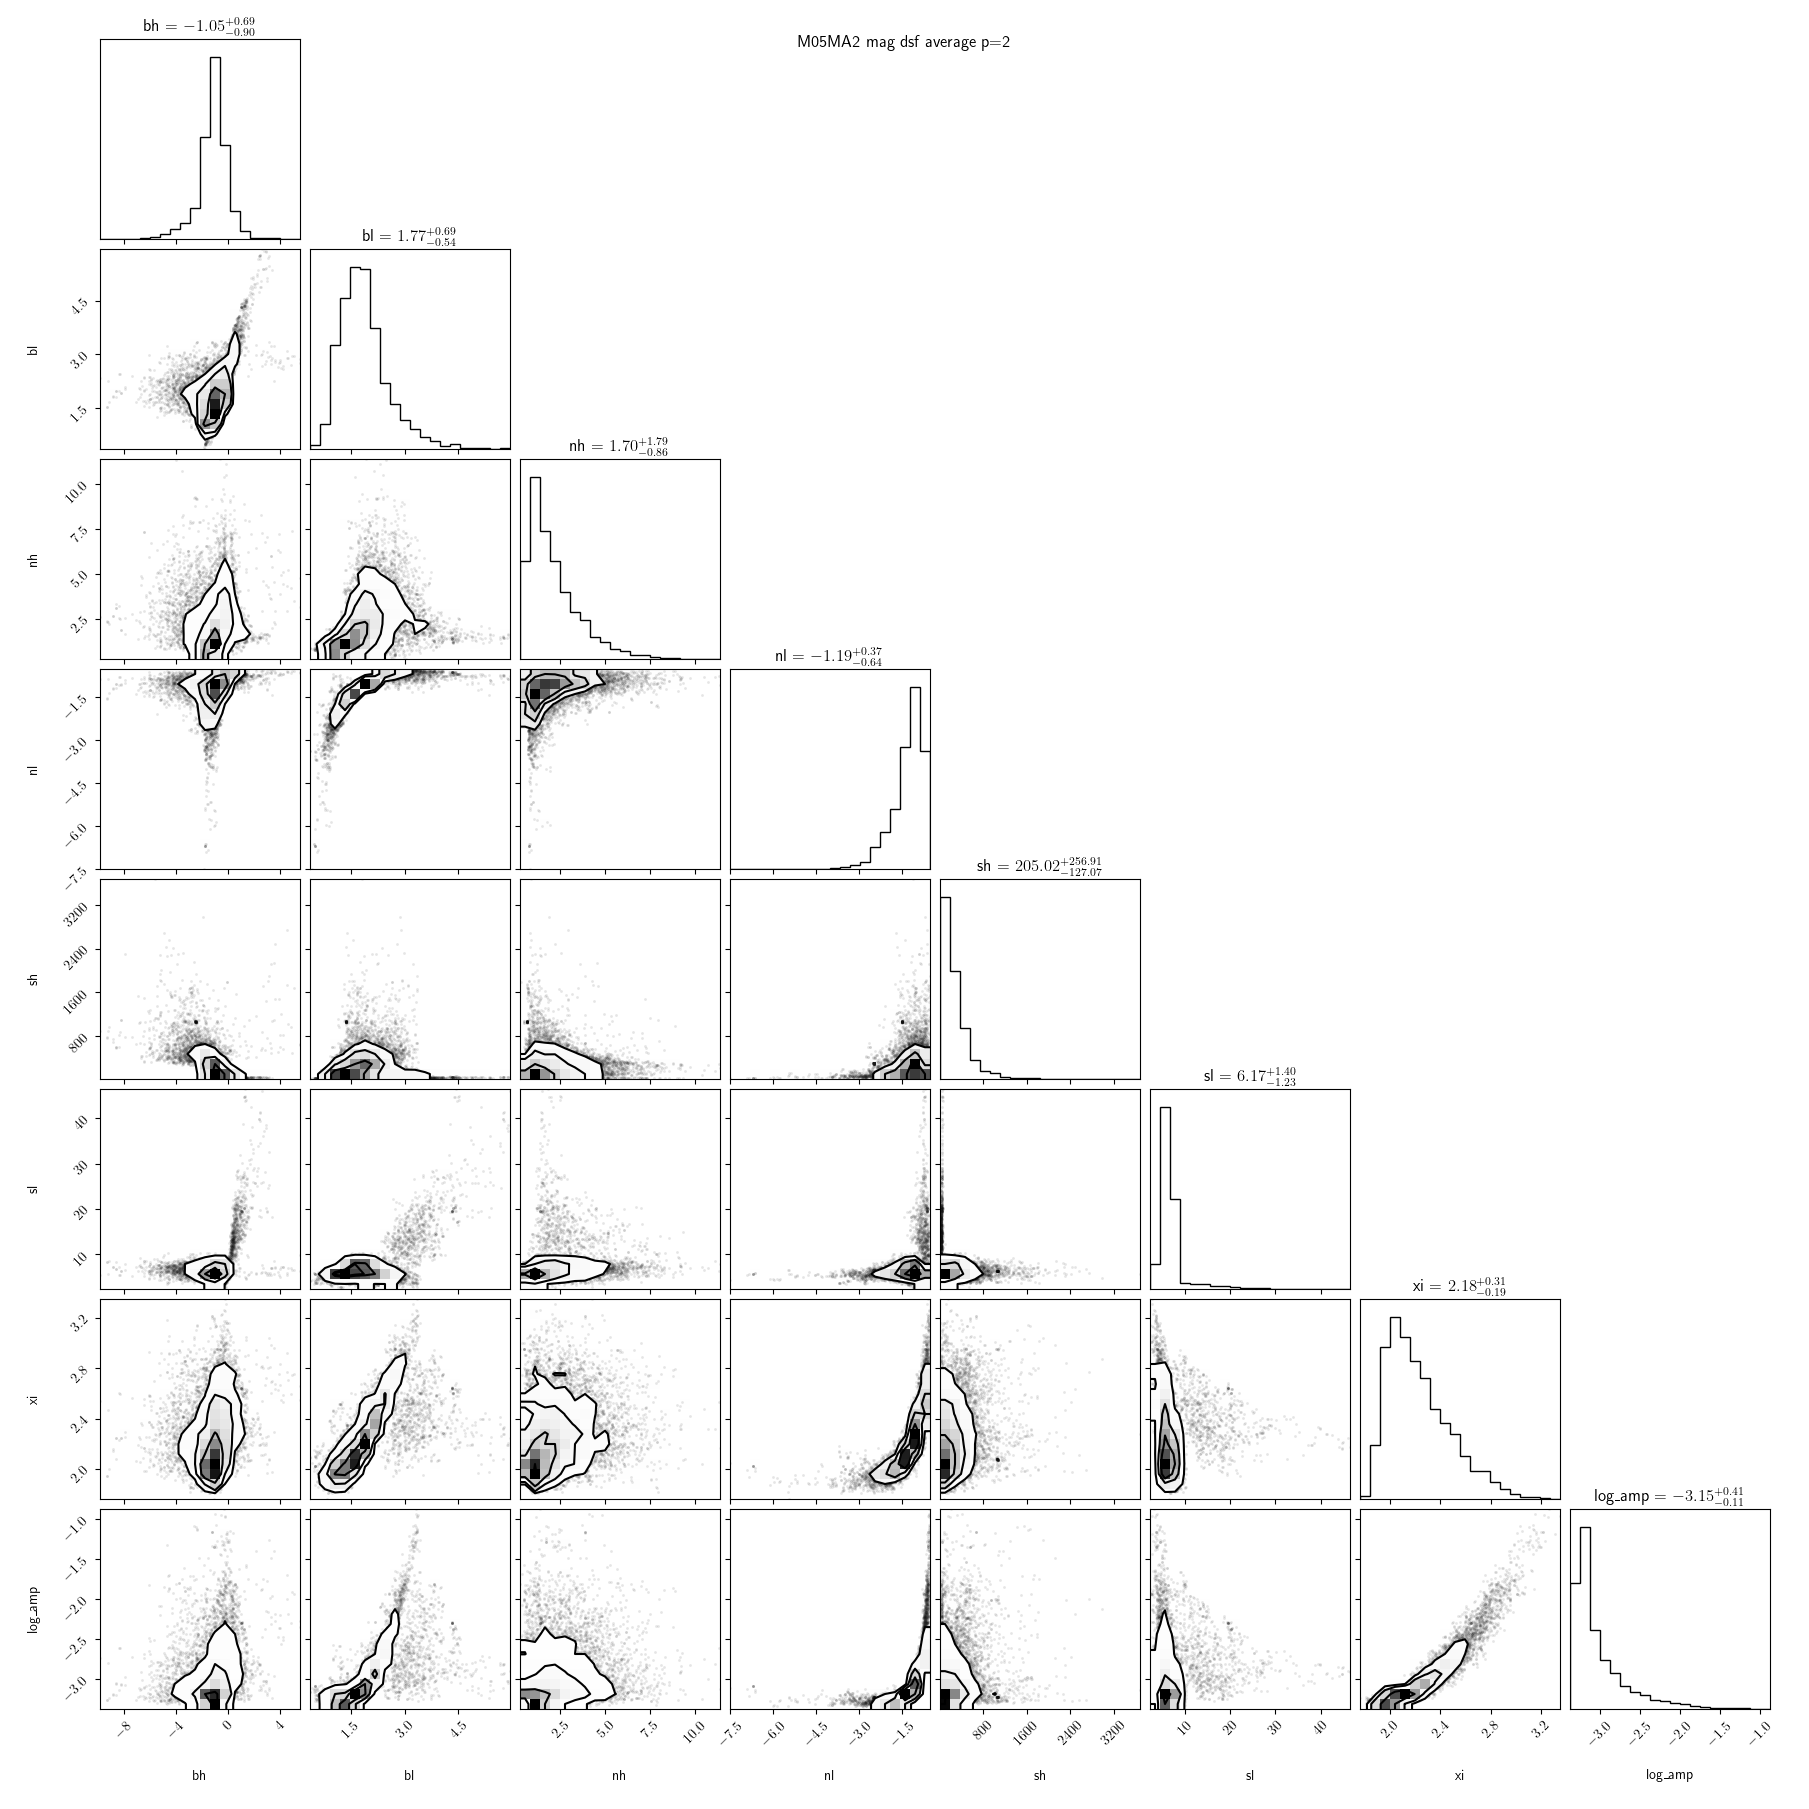 M05MA2 mag dsf average p=2
bh = −1.05 +0.69 −0.90
bl = 1.77 +0.69 −0.54
4.5
3.0
1.5
bl
nh = 1.70 +1.79 −0.86
10.0
7.5
5.0
2.5
nh
nl = −1.19 +0.37 −0.64
−1.5
−3.0
−4.5
−6.0
−7.5
nl
sh = 205.02 +256.91 −127.07
3200
2400
1600
800
sh
sl = 6.17 +1.40 −1.23
40
30
20
10
sl
xi = 2.18 +0.31 −0.19
3.2
2.8
2.4
2.0
xi
log_amp = −3.15 +0.41 −0.11
−1.0
−1.5
−2.0
−2.5
−3.0
log_amp
−8 −4 0 4
1.5 3.0 4.5
2.5 5.0 7.5 10.0
−7.5 −6.0 −4.5 −3.0 −1.5
800 1600 2400 3200
10 20 30 40
2.0 2.4 2.8 3.2
−3.0 −2.5 −2.0 −1.5 −1.0
bh bl nh nl sh sl xi log_amp